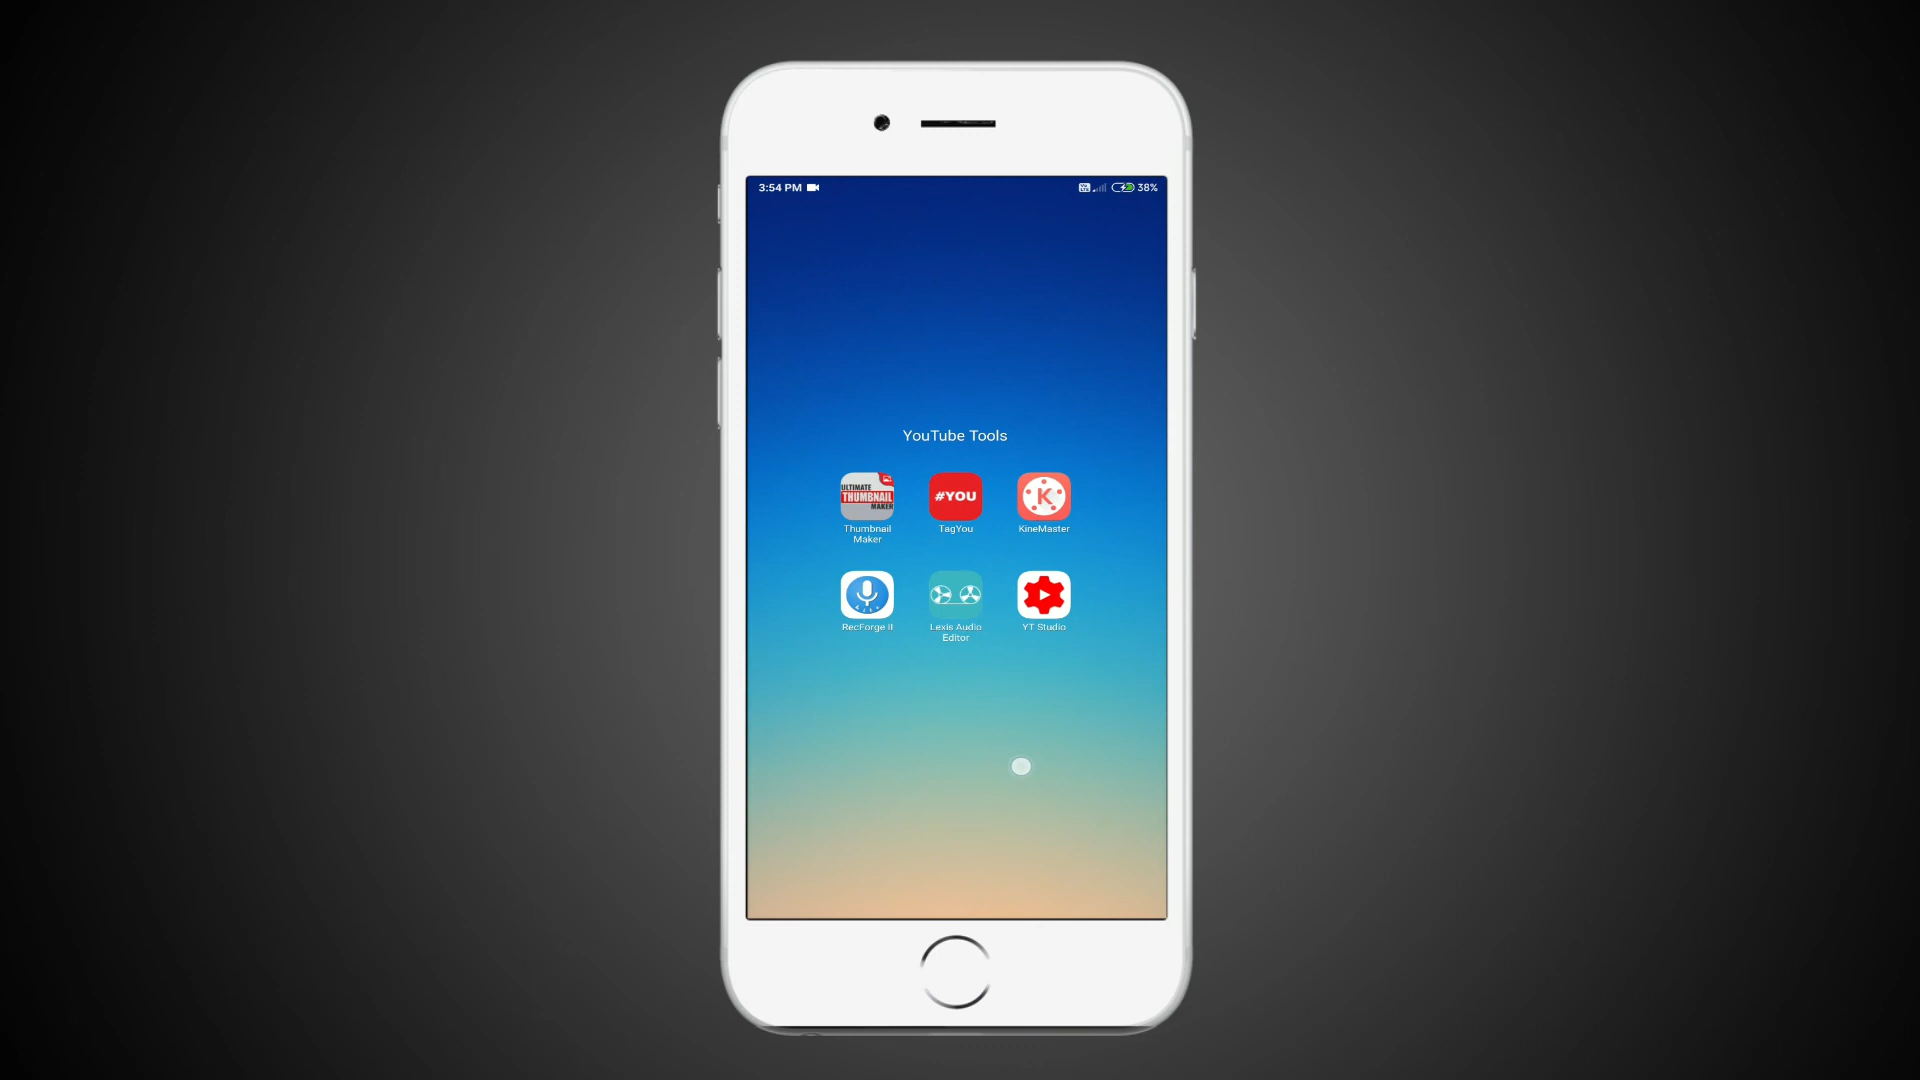 3:54 PM
38%
YouTube Tools
ULTIMATE
THUMBNAIL
MAKER
#YOU
K
Thumbnail
Maker
TagYou
KineMaster
RecForge II
Lexis Audio
Editor
YT Studio